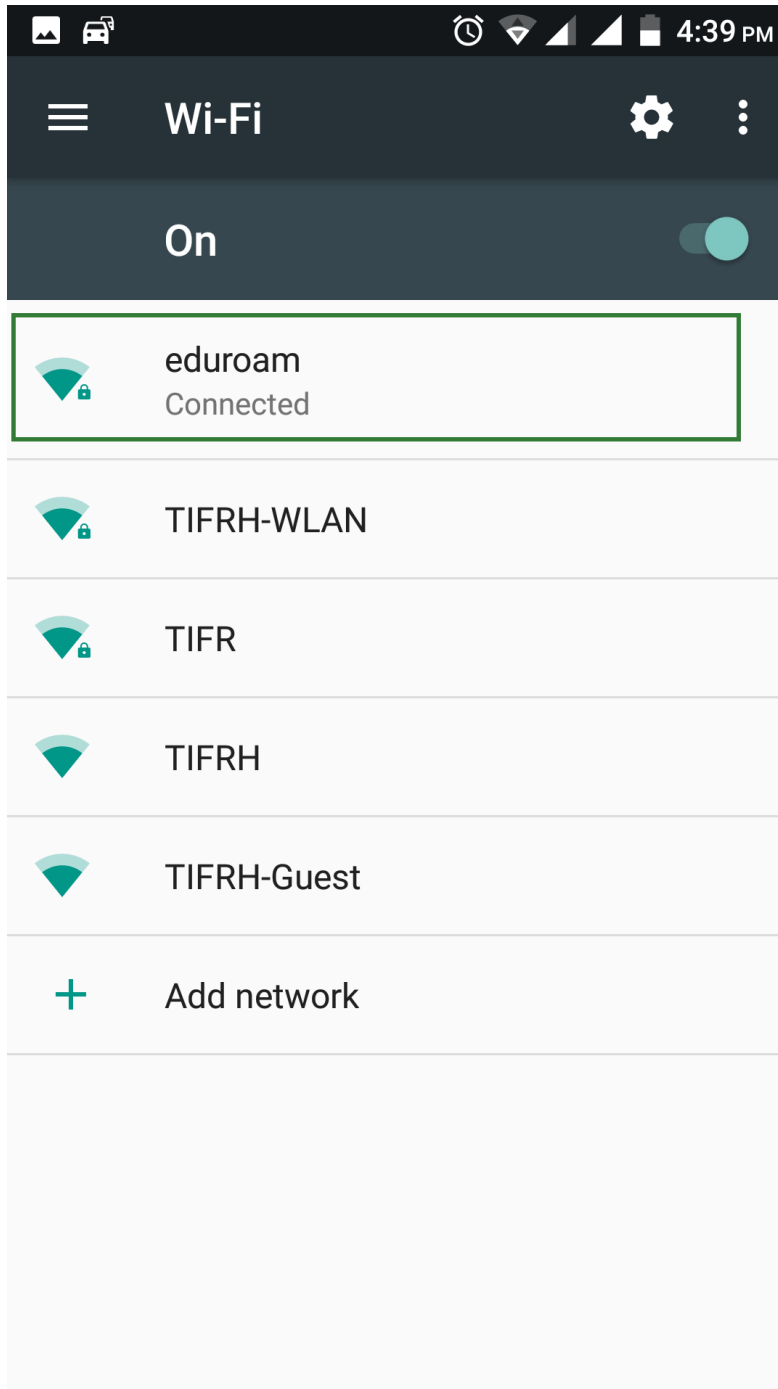 4:39 PM
Wi-Fi
On
eduroam
Connected
TIFRH-WLAN
TIFR
TIFRH
TIFRH-Guest
Add network